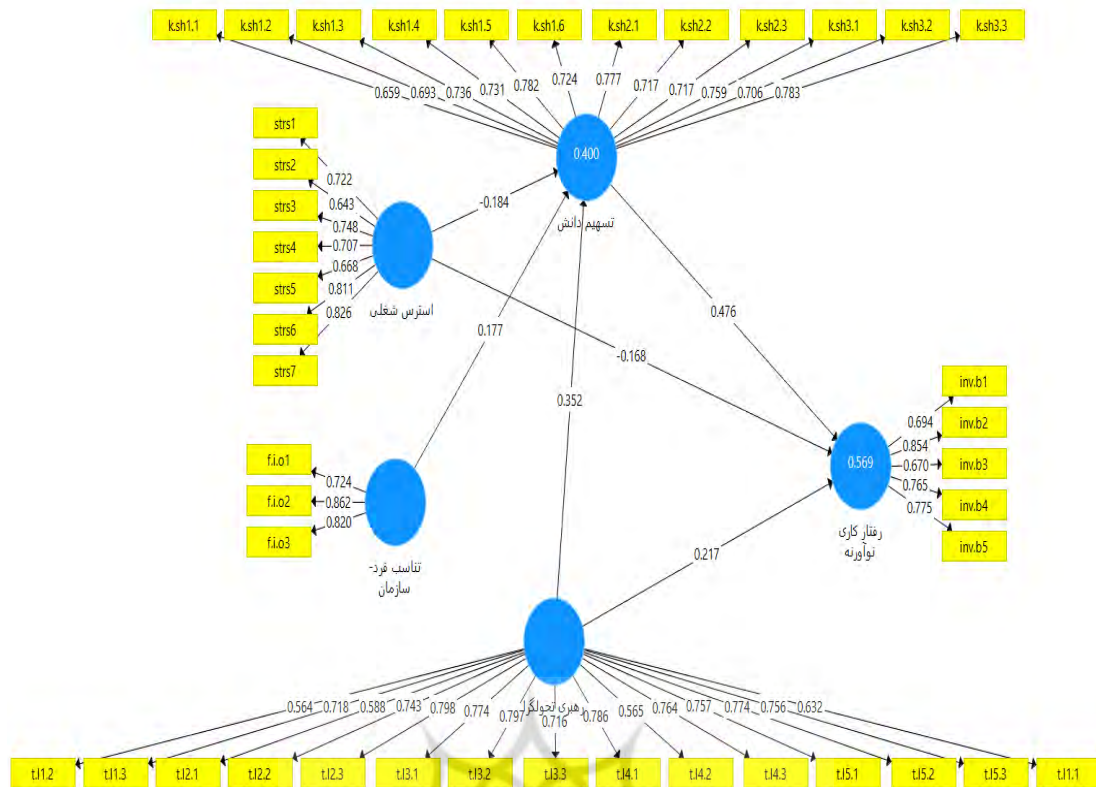 k.sh1.1 k.sh1.2 k.sh1.3 k.sh1.4 k.sh1.5 k.sh1.6 k.sh2.1 k.sh2.2 k.sh2.3 k.sh3.1 k.sh3.2 k.sh3.3
0.659 0.693 0.736 0.731 0.782 0.724 0.777 0.717 0.717 0.759 0.706 0.783
strs1
strs2
strs3
strs4
strs5
strs6
strs7
0.722
0.643
0.748
0.707
0.668
0.811
0.826
استرس شغلی
0.400
تسهیم دانش
-0.184
0.177
0.352
-0.168
0.476
0.217
f.i.o1
f.i.o2
f.i.o3
0.724
0.862
0.820
تناسب فرد-
سازمان
0.569
رفتار کاری
نوآورنه
0.694
0.854
0.670
0.765
0.775
inv.b1
inv.b2
inv.b3
inv.b4
inv.b5
رهبری تحولگرا
0.564 0.718 0.588 0.743 0.798 0.774 0.797 0.716 0.786 0.565 0.764 0.757 0.774 0.756 0.632
t.l1.2 t.l1.3 t.l2.1 t.l2.2 t.l2.3 t.l3.1 t.l3.2 t.l3.3 t.l4.1 t.l4.2 t.l4.3 t.l5.1 t.l5.2 t.l5.3 t.l1.1